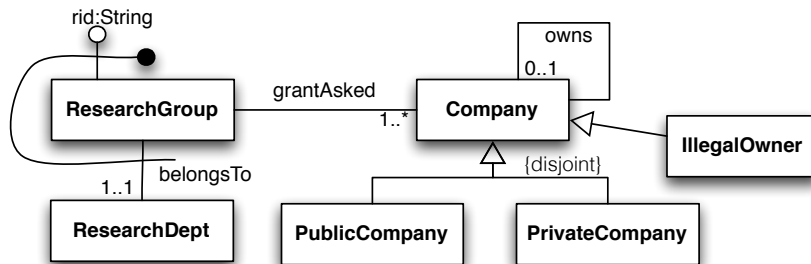 rid:String
owns
0..1
ResearchGroup
grantAsked
1..*
Company
IllegalOwner
belongsTo
{disjoint}
1..1
ResearchDept
PublicCompany
PrivateCompany